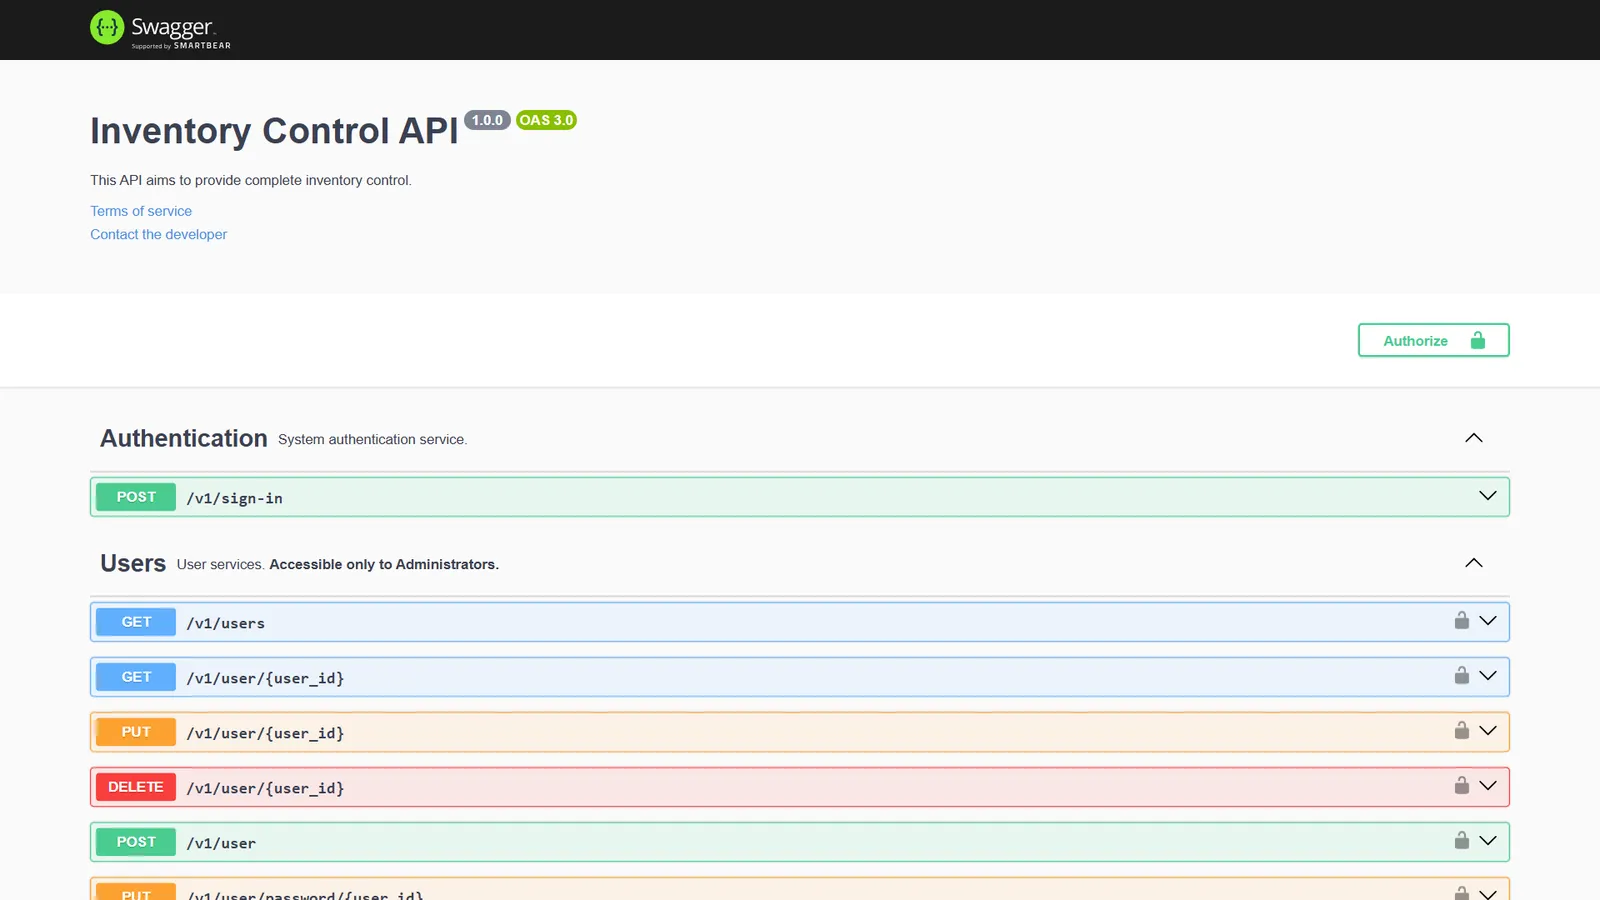 Swagger
Supported by SMARTBEAR
Inventory Control API 1.0.0 OAS 3.0
This API aims to provide complete inventory control.
Terms of service
Contact the developer
Authorize
Authentication System authentication service.
POST /v1/sign-in
Users User services. Accessible only to Administrators.
GET /v1/users
GET /v1/user/{user_id}
PUT /v1/user/{user_id}
DELETE /v1/user/{user_id}
POST /v1/user
PUT /v1/user/password/{user_id}